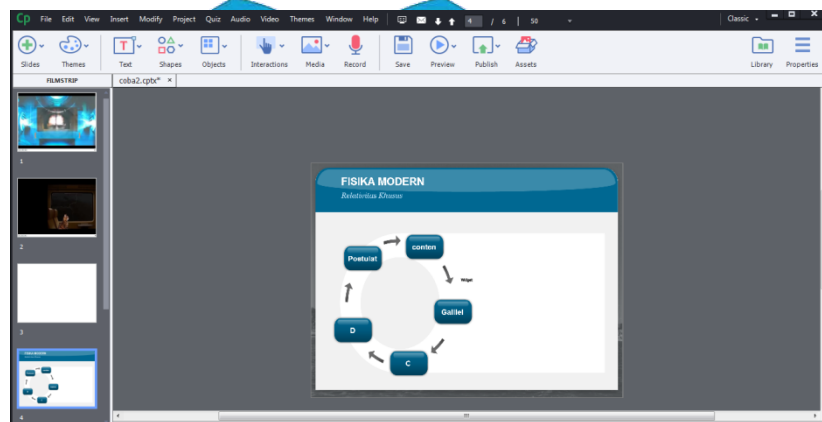 Cp File Edit View Insert Modify Project Quiz Audio Video Themes Window Help 4 / 6 | 50 Classic
Slides Themes Text Shapes Objects Interactions Media Record Save Preview Publish Assets Library Properties
FILMSTRIP coba2.cptx* ×
1
2
3
4
FISIKA MODERN
Relativitas Khusus
conten
Postulat
Widget
Galilei
D
C